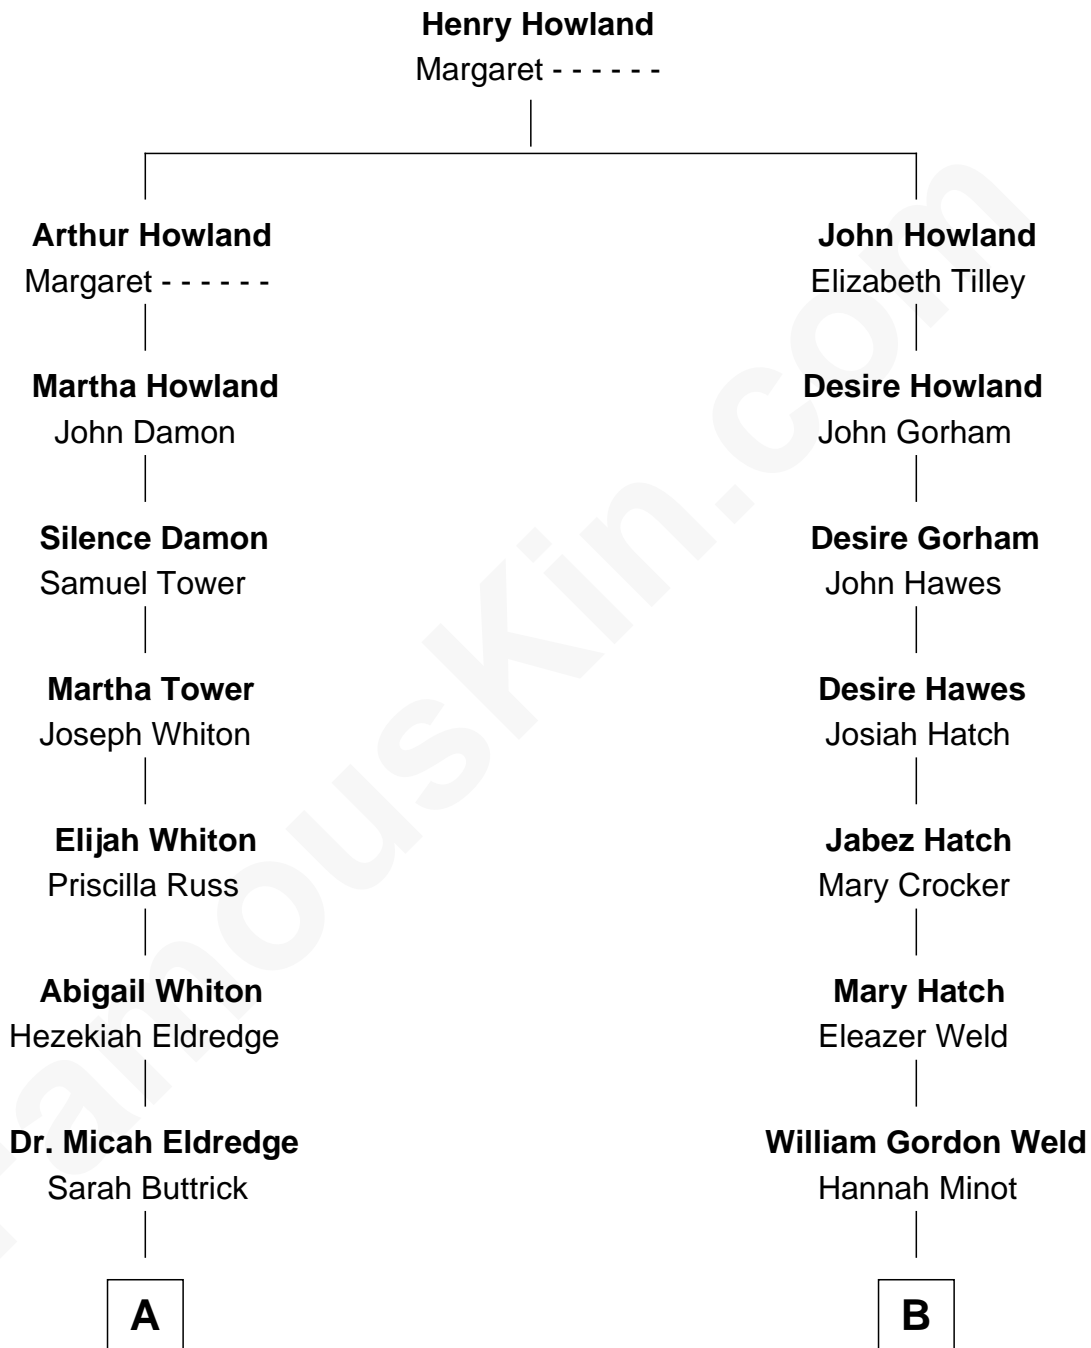 Henry Howland
Margaret - - - - - -
Arthur Howland
Margaret - - - - - -
John Howland
Elizabeth Tilley
Martha Howland
John Damon
Desire Howland
John Gorham
Silence Damon
Samuel Tower
Desire Gorham
John Hawes
Martha Tower
Joseph Whiton
Desire Hawes
Josiah Hatch
Elijah Whiton
Priscilla Russ
Jabez Hatch
Mary Crocker
Abigail Whiton
Hezekiah Eldredge
Mary Hatch
Eleazer Weld
Dr. Micah Eldredge
Sarah Buttrick
William Gordon Weld
Hannah Minot
A
B
FamousKin.com